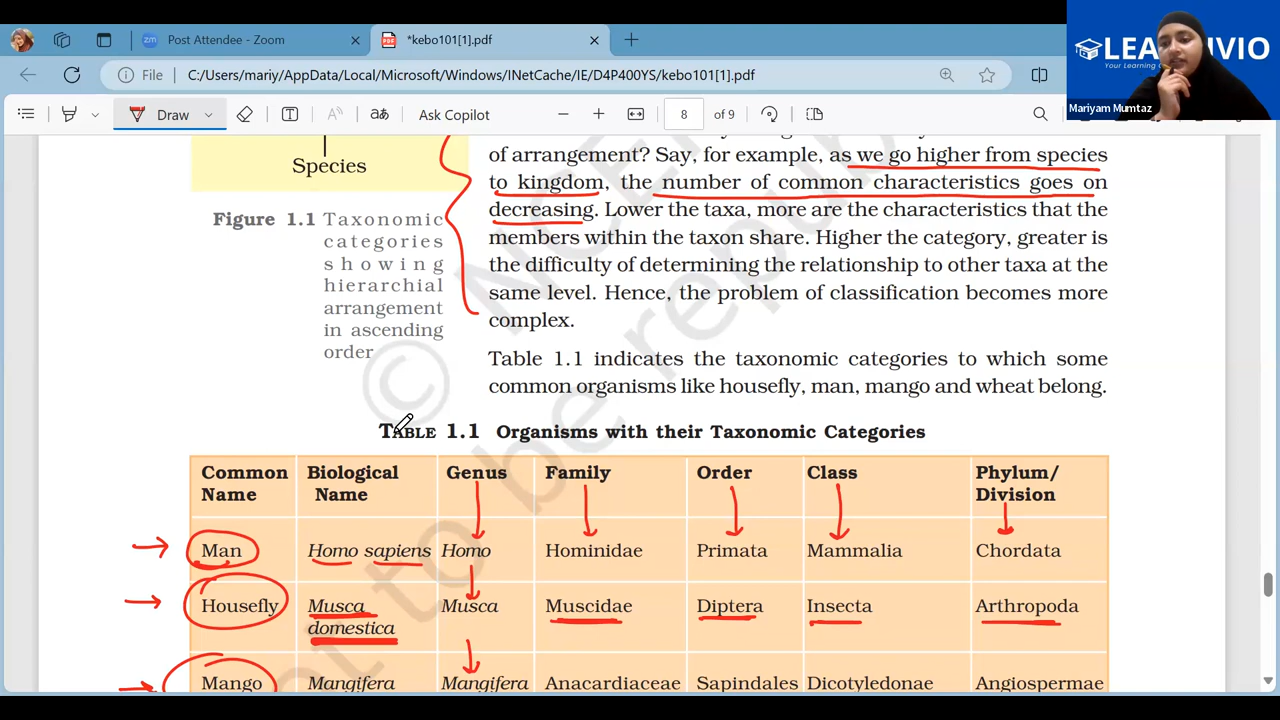 Post Attendee - Zoom
*kebo101[1].pdf
File
C:/Users/mariy/AppData/Local/Microsoft/Windows/INetCache/IE/D4P400YS/kebo101[1].pdf
Your Learning
Mariyam Mumtaz
Draw
Ask Copilot
8
of 9
Species
Figure 1.1 Taxonomic
categories
showing
hierarchial
arrangement
in ascending
order
of arrangement? Say, for example, as we go higher from species
to kingdom, the number of common characteristics goes on
decreasing. Lower the taxa, more are the characteristics that the
members within the taxon share. Higher the category, greater is
the difficulty of determining the relationship to other taxa at the
same level. Hence, the problem of classification becomes more
complex.
Table 1.1 indicates the taxonomic categories to which some
common organisms like housefly, man, mango and wheat belong.
TABLE 1.1 Organisms with their Taxonomic Categories
Common Name Biological Name Genus Family Order Class Phylum/ Division
Man Homo sapiens Homo Hominidae Primata Mammalia Chordata
Housefly Musca domestica Musca Muscidae Diptera Insecta Arthropoda
Mango Mangifera Mangifera Anacardiaceae Sapindales Dicotyledonae Angiospermae